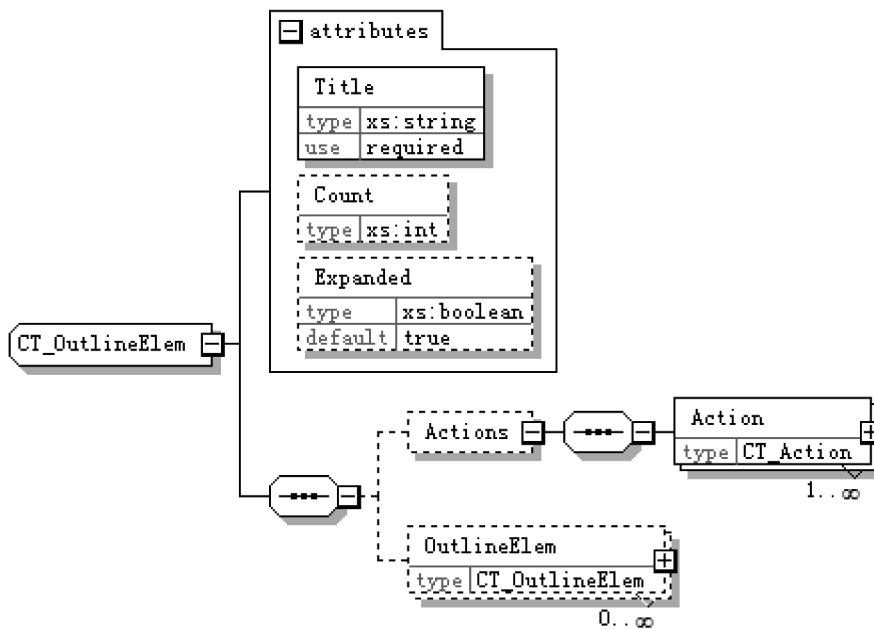 attributes
Title
type xs:string
use required
Count
type xs:int
Expanded
type xs:boolean
default true
CT_OutlineElem
Actions
Action
type CT_Action
1..∞
OutlineElem
type CT_OutlineElem
0..∞